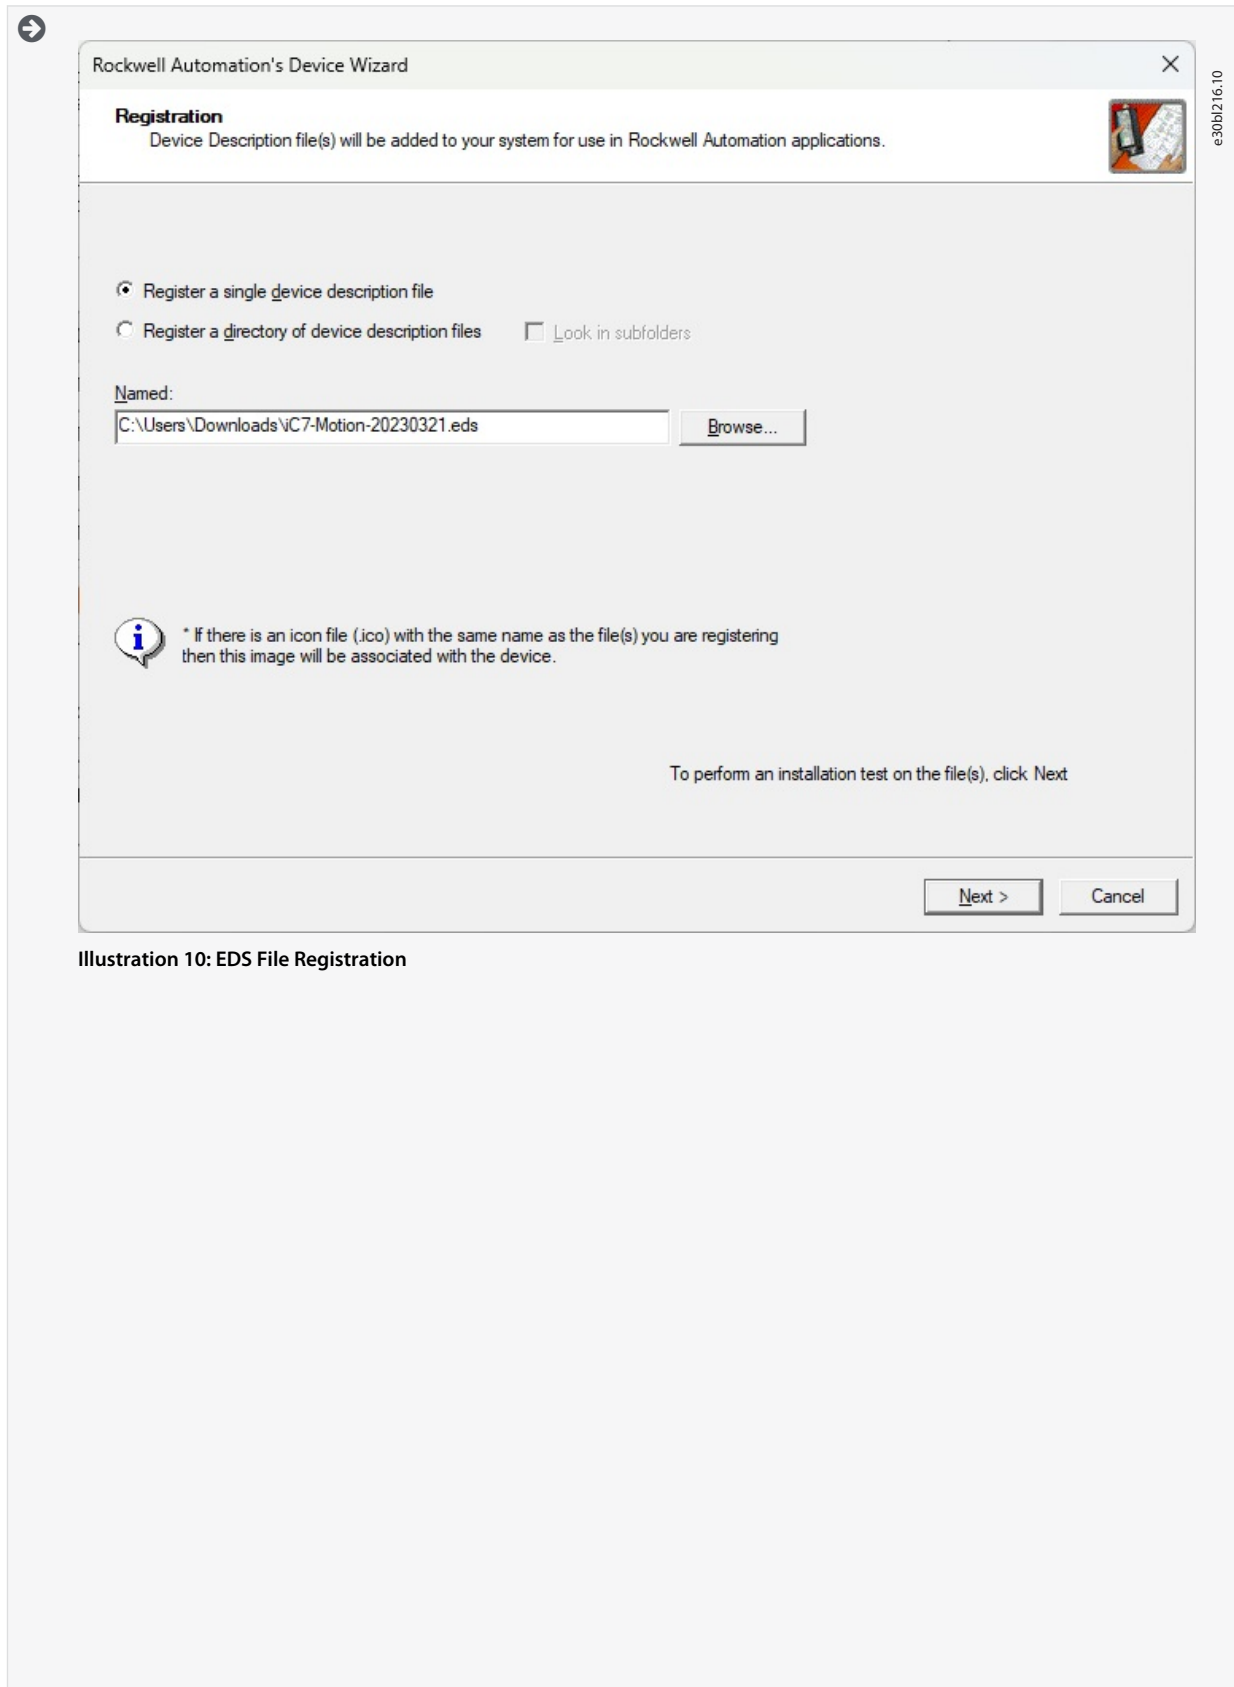 Rockwell Automation's Device Wizard
Registration
Device Description file(s) will be added to your system for use in Rockwell Automation applications.
e30bl216.10
Register a single device description file
Register a directory of device description files
Look in subfolders
Named:
C:\Users\Downloads\iC7-Motion-20230321.eds
Browse...
* If there is an icon file (.ico) with the same name as the file(s) you are registering
then this image will be associated with the device.
To perform an installation test on the file(s), click Next
Next >
Cancel
Illustration 10: EDS File Registration